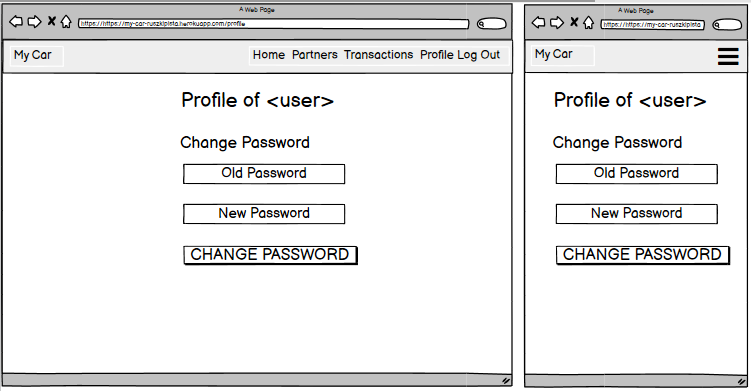 A Web Page
https://https://my-car-ruszkipista.herokuapp.com/profile
My Car
Home Partners Transactions Profile Log Out
Profile of <user>
Change Password
Old Password
New Password
CHANGE PASSWORD
A Web Page
https://https://my-car-ruszkipista
My Car
Profile of <user>
Change Password
Old Password
New Password
CHANGE PASSWORD